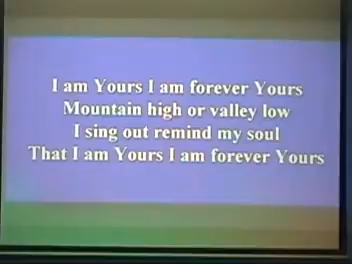 I am Yours I am forever Yours
Mountain high or valley low
I sing out remind my soul
That I am Yours I am forever Yours